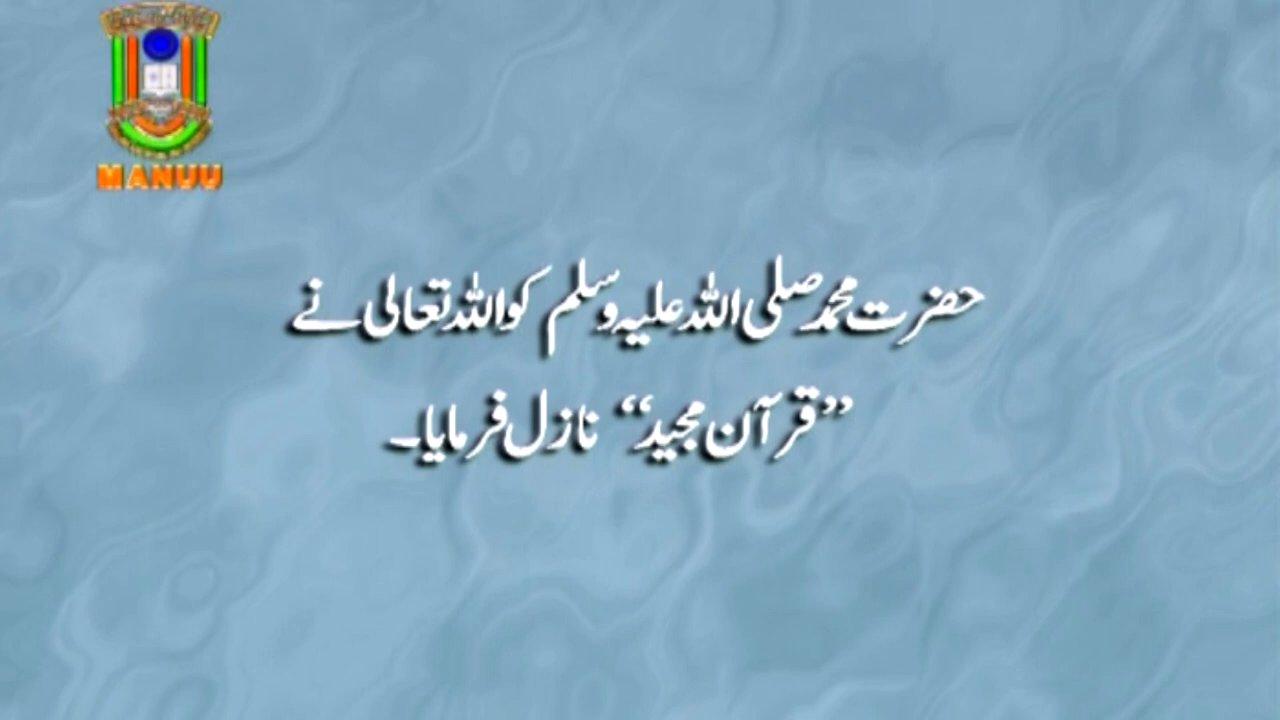 MANUU
حضرت محمد صلی اللہ علیہ وسلم کو اللہ تعالی نے
”قرآن مجید“ نازل فرمایا۔